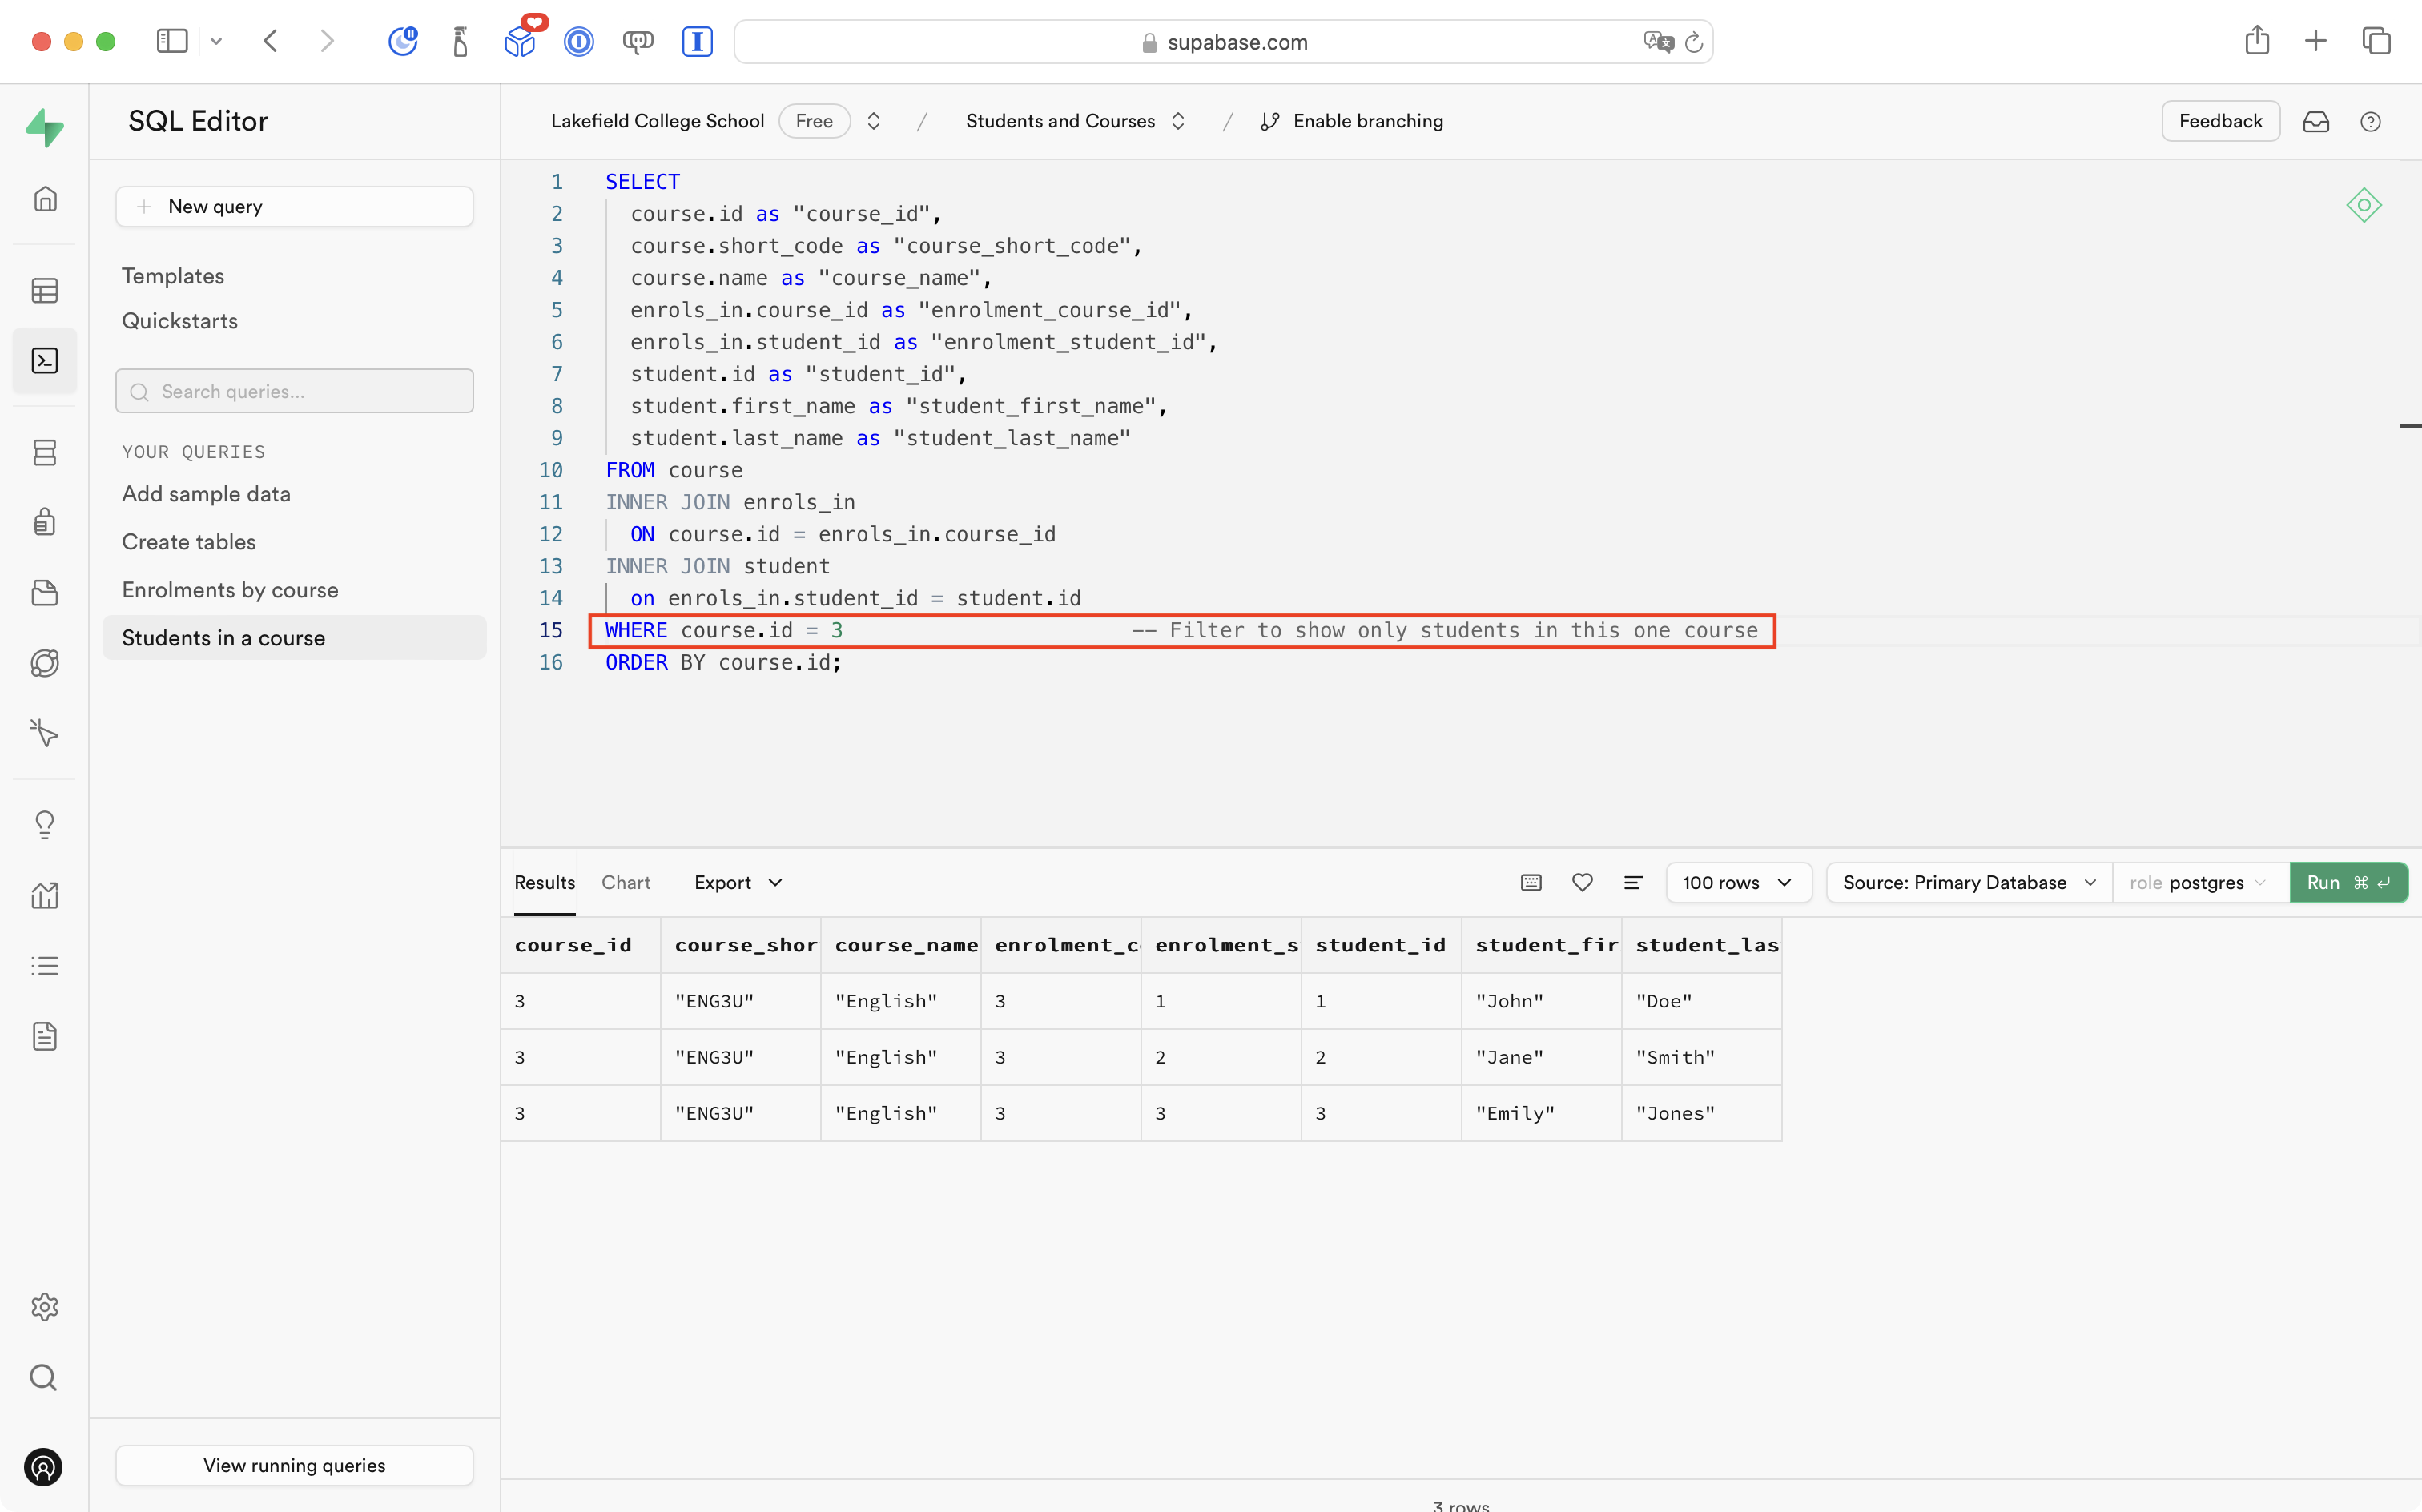 supabase.com
SQL Editor
Lakefield College School Free / Students and Courses / Enable branching
Feedback
New query
Templates
Quickstarts
Search queries...
YOUR QUERIES
Add sample data
Create tables
Enrolments by course
Students in a course
View running queries
1 SELECT
2 course.id as "course_id",
3 course.short_code as "course_short_code",
4 course.name as "course_name",
5 enrols_in.course_id as "enrolment_course_id",
6 enrols_in.student_id as "enrolment_student_id",
7 student.id as "student_id",
8 student.first_name as "student_first_name",
9 student.last_name as "student_last_name"
10 FROM course
11 INNER JOIN enrols_in
12 ON course.id = enrols_in.course_id
13 INNER JOIN student
14 on enrols_in.student_id = student.id
15 WHERE course.id = 3 -- Filter to show only students in this one course
16 ORDER BY course.id;
Results Chart Export 100 rows Source: Primary Database role postgres Run ⌘ ↵
course_id course_shor course_name enrolment_c enrolment_s student_id student_fir student_las
3 "ENG3U" "English" 3 1 1 "John" "Doe"
3 "ENG3U" "English" 3 2 2 "Jane" "Smith"
3 "ENG3U" "English" 3 3 3 "Emily" "Jones"
3 rows